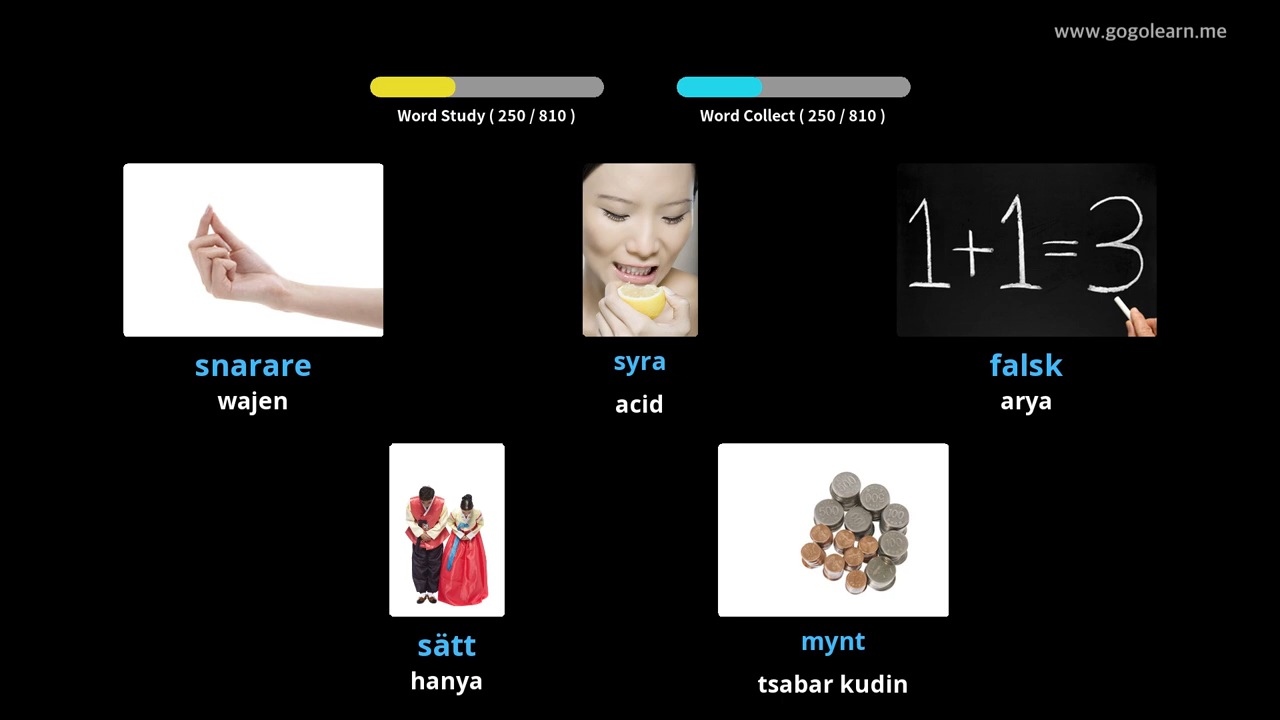 www.gogolearn.me
Word Study ( 250 / 810 )
Word Collect ( 250 / 810 )
1+1=3
snarare
wajen
syra
acid
falsk
arya
sätt
hanya
mynt
tsabar kudin